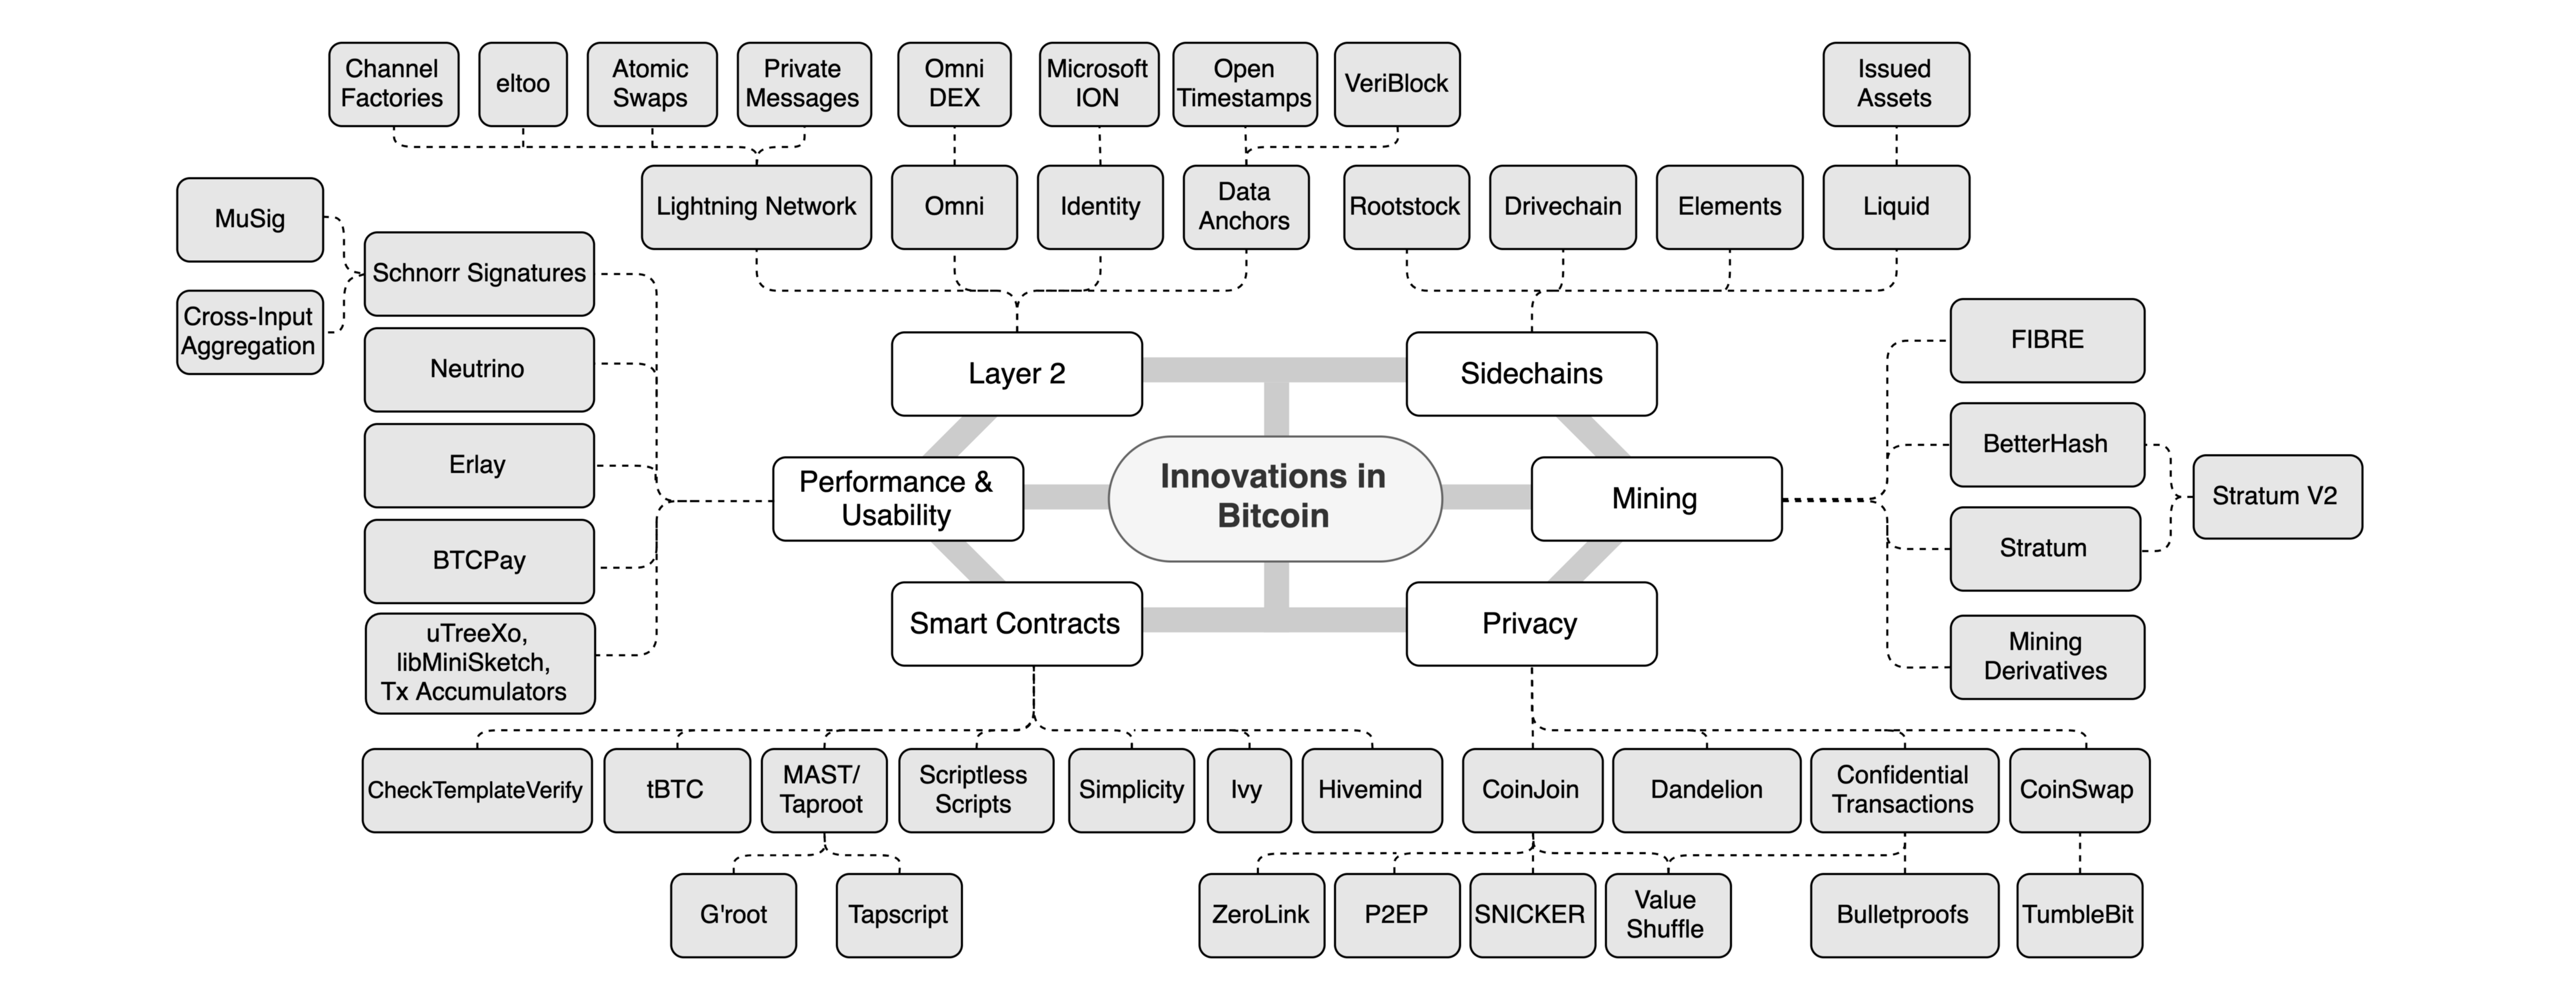 Channel
Factories
eltoo
Atomic
Swaps
Private
Messages
Omni
DEX
Microsoft
ION
Open
Timestamps
VeriBlock
Issued
Assets
Lightning Network
Omni
Identity
Data
Anchors
Rootstock
Drivechain
Elements
Liquid
MuSig
Cross-Input
Aggregation
Schnorr Signatures
Neutrino
Erlay
BTCPay
uTreeXo,
libMiniSketch,
Tx Accumulators
Layer 2
Sidechains
Performance &
Usability
Innovations in
Bitcoin
Mining
Smart Contracts
Privacy
FIBRE
BetterHash
Stratum
Mining
Derivatives
Stratum V2
CheckTemplateVerify
tBTC
MAST/
Taproot
Scriptless
Scripts
Simplicity
Ivy
Hivemind
CoinJoin
Dandelion
Confidential
Transactions
CoinSwap
G'root
Tapscript
ZeroLink
P2EP
SNICKER
Value
Shuffle
Bulletproofs
TumbleBit